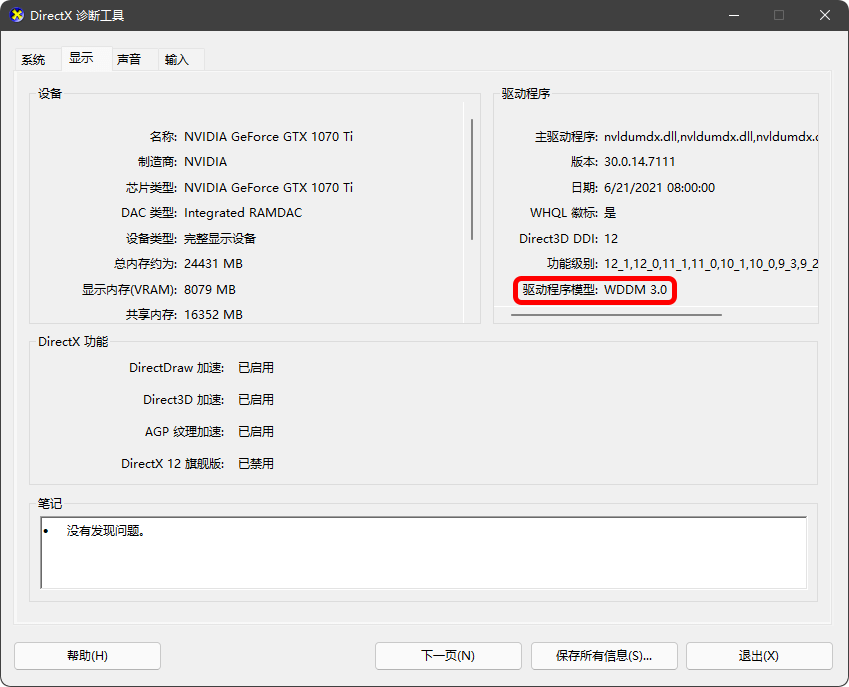 DirectX 诊断工具
系统 显示 声音 输入
设备
名称: NVIDIA GeForce GTX 1070 Ti
制造商: NVIDIA
芯片类型: NVIDIA GeForce GTX 1070 Ti
DAC 类型: Integrated RAMDAC
设备类型: 完整显示设备
总内存约为: 24431 MB
显示内存(VRAM): 8079 MB
共享内存: 16352 MB
驱动程序
主驱动程序: nvldumdx.dll,nvldumdx.dll,nvldumdx.c
版本: 30.0.14.7111
日期: 6/21/2021 08:00:00
WHQL 徽标: 是
Direct3D DDI: 12
功能级别: 12_1,12_0,11_1,11_0,10_1,10_0,9_3,9_2
驱动程序模型: WDDM 3.0
DirectX 功能
DirectDraw 加速: 已启用
Direct3D 加速: 已启用
AGP 纹理加速: 已启用
DirectX 12 旗舰版: 已禁用
笔记
• 没有发现问题。
帮助(H) 下一页(N) 保存所有信息(S)... 退出(X)